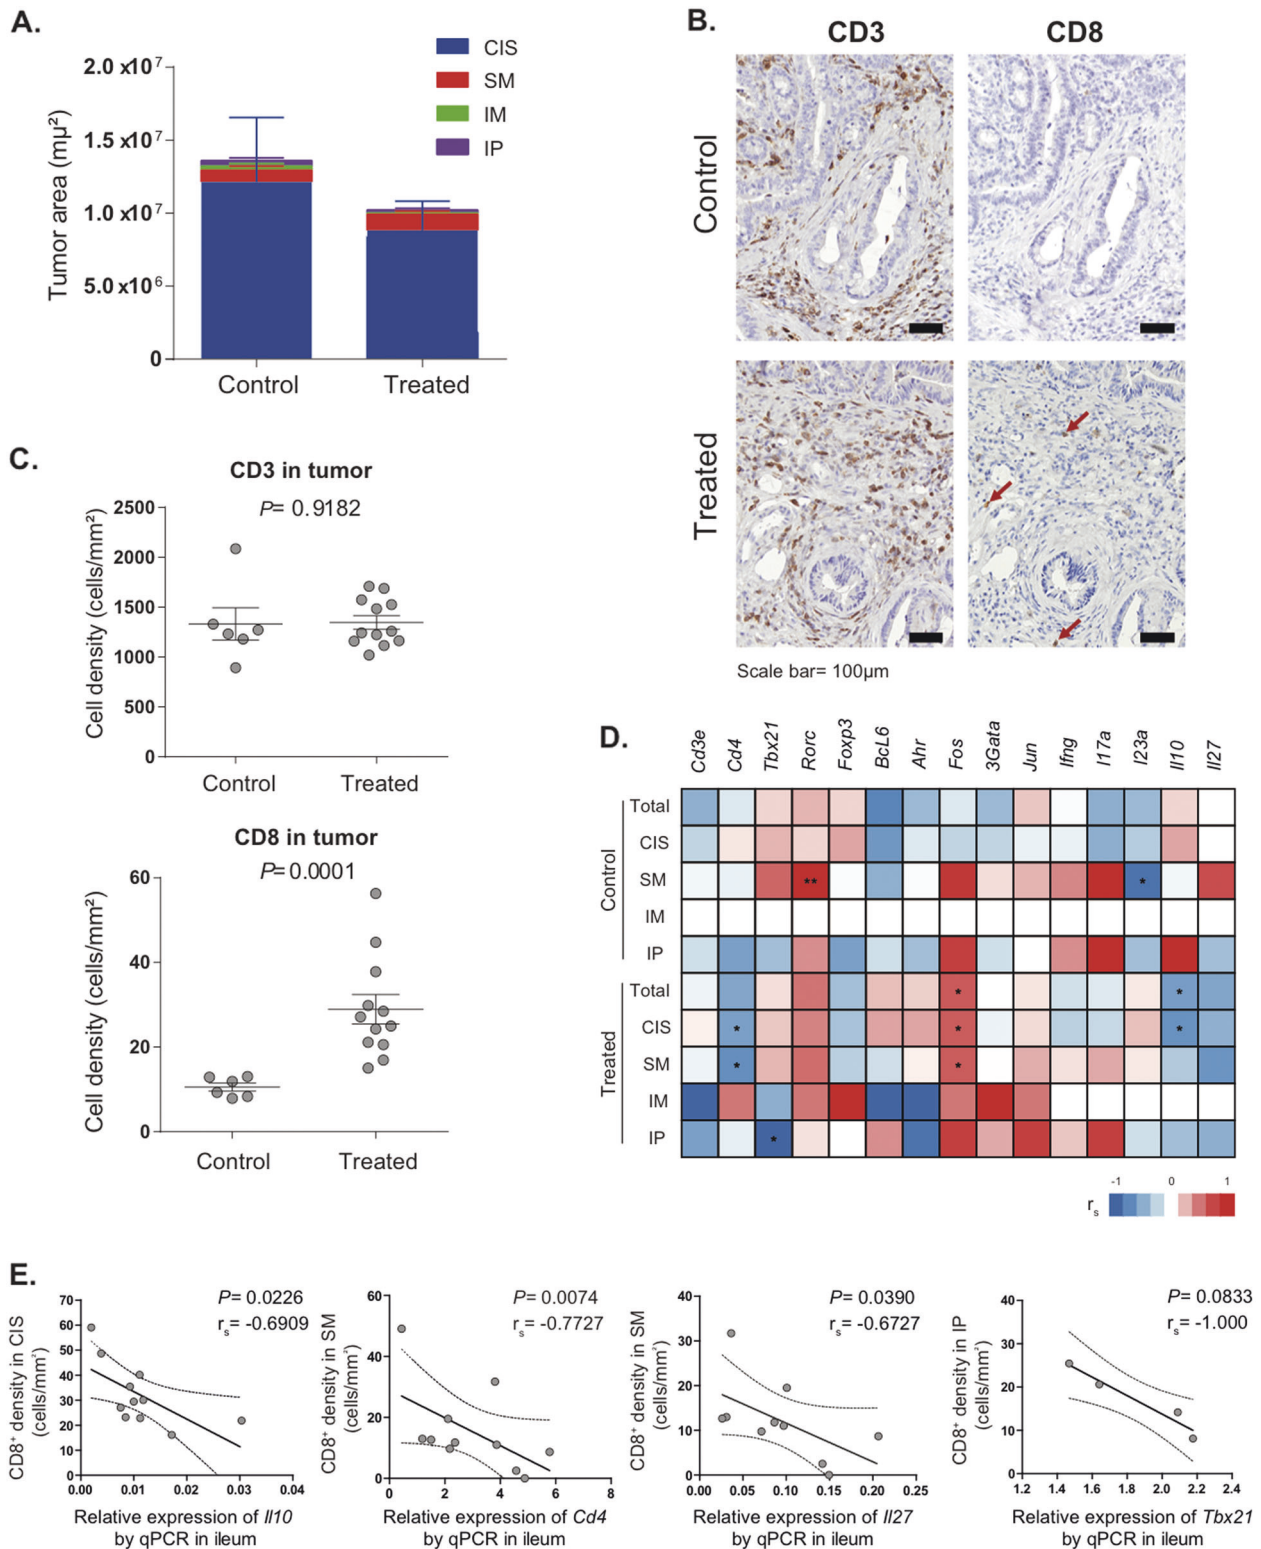 A.
Tumor area (mµ²)
2.0 x10⁷
1.5 x10⁷
1.0 x10⁷
5.0 x10⁶
0
Control
Treated
CIS
SM
IM
IP
B.
CD3
CD8
Control
Treated
Scale bar= 100µm
C.
CD3 in tumor
P= 0.9182
Cell density (cells/mm²)
2500
2000
1500
1000
500
0
Control
Treated
CD8 in tumor
P= 0.0001
Cell density (cells/mm²)
60
40
20
0
Control
Treated
D.
Cd3e Cd4 Tbx21 Rorc Foxp3 BcL6 Ahr Fos 3Gata Jun Ifng l17a l23a Il10 Il27
Control
Total
CIS
SM ** *
IM
IP
Treated
Total * *
CIS * * *
SM * *
IM
IP *
-1 0 1
rₛ
E.
CD8⁺ density in CIS
(cells/mm²)
70
60
50
40
30
20
10
0
0.00 0.01 0.02 0.03 0.04
P= 0.0226
rₛ= -0.6909
Relative expression of Il10
by qPCR in ileum
CD8⁺ density in SM
(cells/mm²)
60
40
20
0
0 2 4 6 8
P= 0.0074
rₛ= -0.7727
Relative expression of Cd4
by qPCR in ileum
CD8⁺ density in SM
(cells/mm²)
40
30
20
10
0
0.00 0.05 0.10 0.15 0.20 0.25
P= 0.0390
rₛ= -0.6727
Relative expression of Il27
by qPCR in ileum
CD8⁺ density in IP
(cells/mm²)
40
30
20
10
0
1.2 1.4 1.6 1.8 2.0 2.2 2.4
P= 0.0833
rₛ= -1.000
Relative expression of Tbx21
by qPCR in ileum